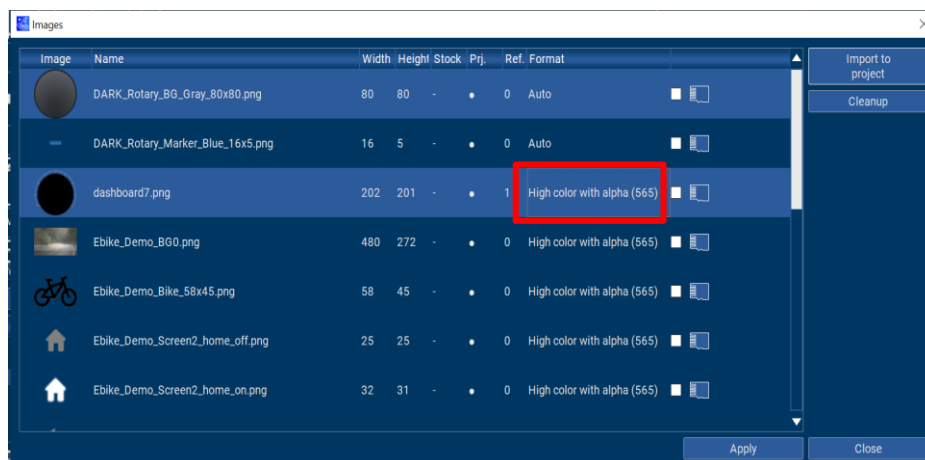 Images
Image Name Width Height Stock Prj. Ref. Format
Import to
project
Cleanup
DARK_Rotary_BG_Gray_80x80.png 80 80 - • 0 Auto
DARK_Rotary_Marker_Blue_16x5.png 16 5 - • 0 Auto
dashboard7.png 202 201 - • 1 High color with alpha (565)
Ebike_Demo_BG0.png 480 272 - • 0 High color with alpha (565)
Ebike_Demo_Bike_58x45.png 58 45 - • 0 High color with alpha (565)
Ebike_Demo_Screen2_home_off.png 25 25 - • 0 High color with alpha (565)
Ebike_Demo_Screen2_home_on.png 32 31 - • 0 High color with alpha (565)
Apply Close